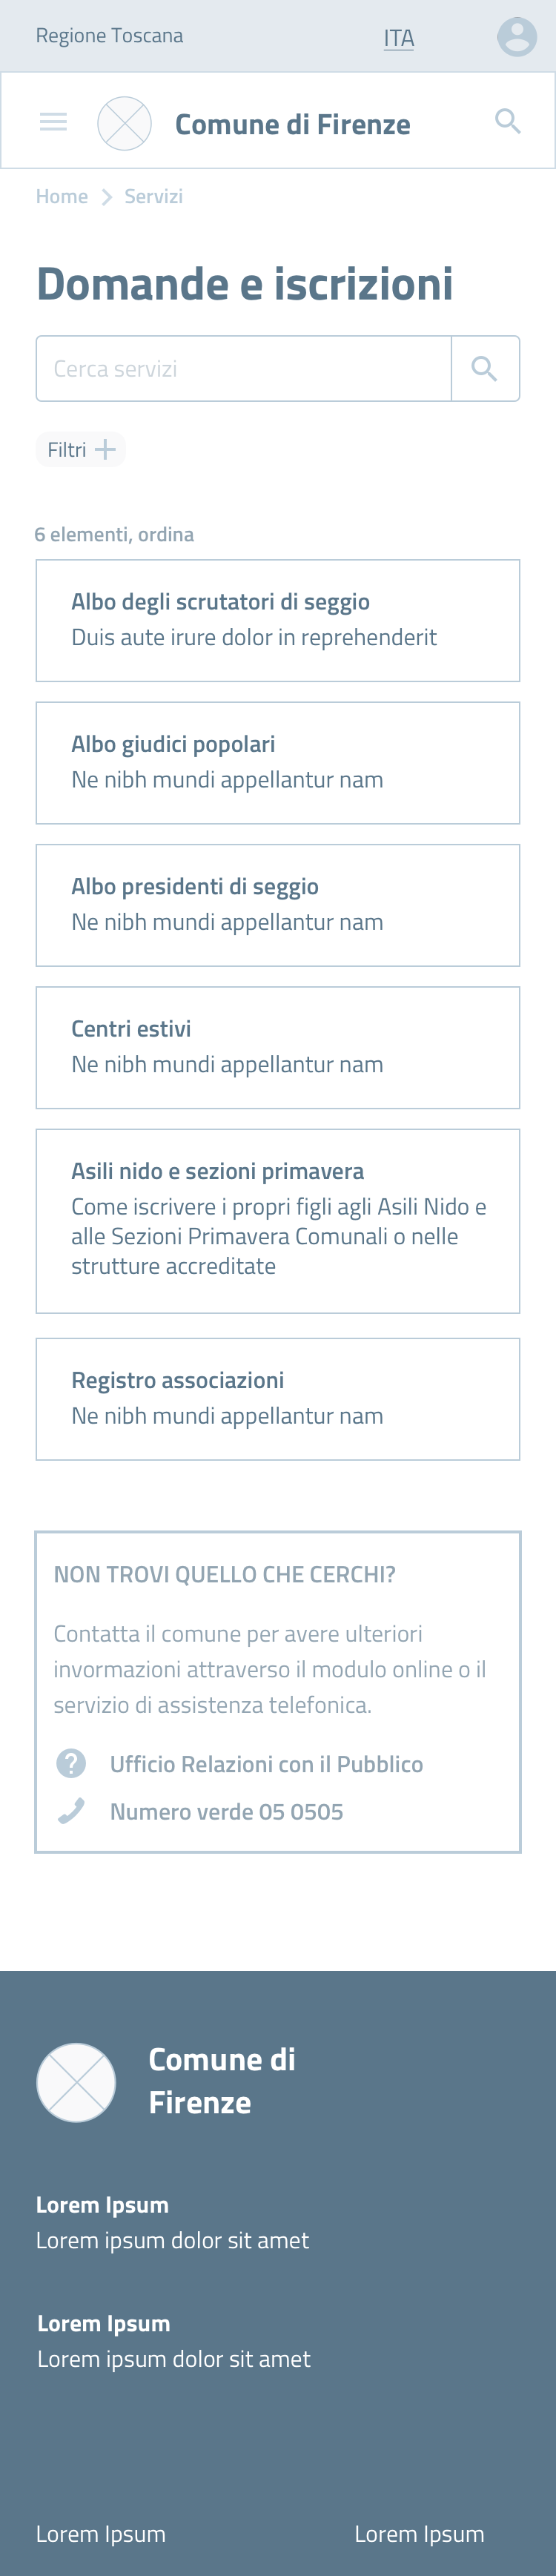 Regione Toscana
ITA
Comune di Firenze
Home
Servizi
Domande e iscrizioni
Cerca servizi
Filtri
6 elementi, ordina
Albo degli scrutatori di seggio
Duis aute irure dolor in reprehenderit
Albo giudici popolari
Ne nibh mundi appellantur nam
Albo presidenti di seggio
Ne nibh mundi appellantur nam
Centri estivi
Ne nibh mundi appellantur nam
Asili nido e sezioni primavera
Come iscrivere i propri figli agli Asili Nido e
alle Sezioni Primavera Comunali o nelle
strutture accreditate
Registro associazioni
Ne nibh mundi appellantur nam
NON TROVI QUELLO CHE CERCHI?
Contatta il comune per avere ulteriori
invormazioni attraverso il modulo online o il
servizio di assistenza telefonica.
Ufficio Relazioni con il Pubblico
Numero verde 05 0505
Comune di
Firenze
Lorem Ipsum
Lorem ipsum dolor sit amet
Lorem Ipsum
Lorem ipsum dolor sit amet
Lorem Ipsum
Lorem Ipsum